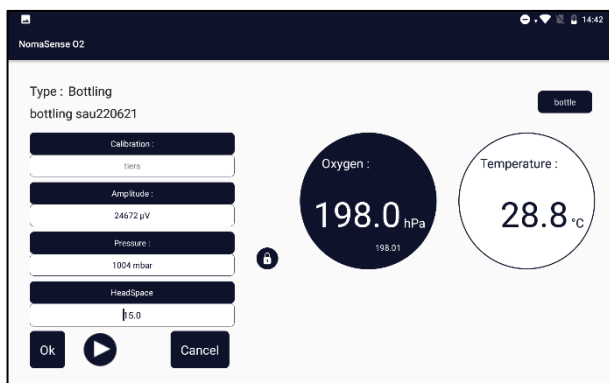 14:42
NomaSense O2
Type : Bottling
bottling sau220621
bottle
Calibration :
tiers
Amplitude :
24672 µV
Pressure :
1004 mbar
HeadSpace
15.0
Ok
Cancel
Oxygen :
198.0 hPa
198.01
Temperature :
28.8 °C